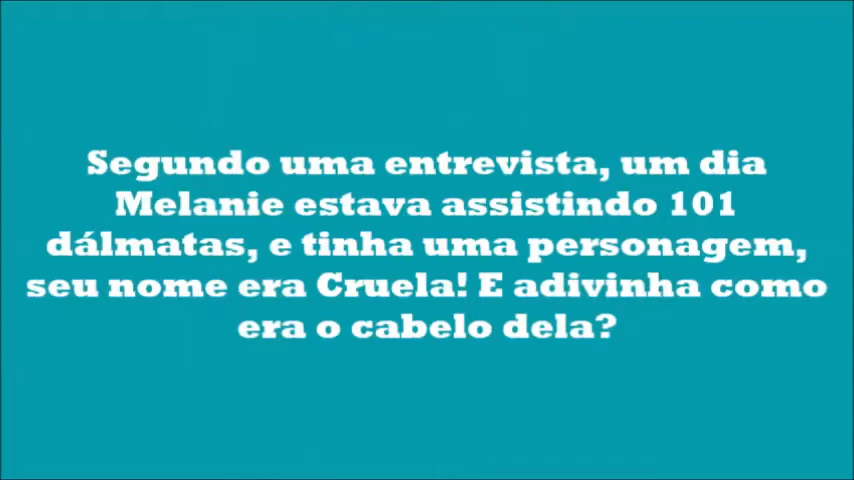 Segundo uma entrevista, um dia
Melanie estava assistindo 101
dálmatas, e tinha uma personagem,
seu nome era Cruela! E adivinha como
era o cabelo dela?